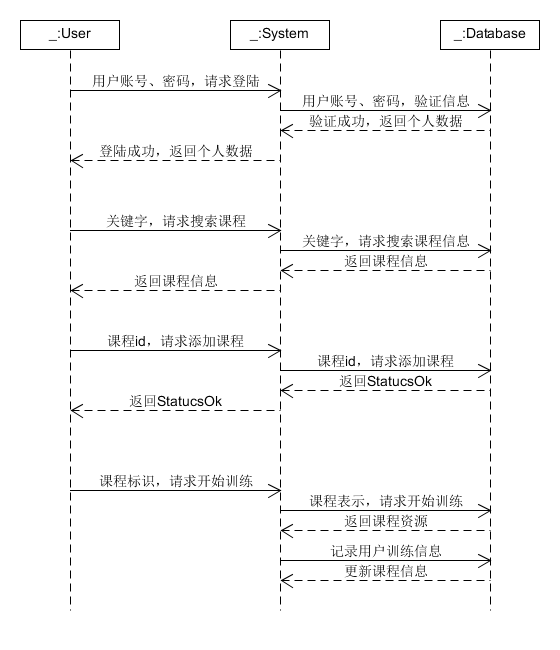 _:User
_:System
_:Database
用户账号、密码，请求登陆
用户账号、密码，验证信息
验证成功，返回个人数据
登陆成功，返回个人数据
关键字，请求搜索课程
关键字，请求搜索课程信息
返回课程信息
返回课程信息
课程id，请求添加课程
课程id，请求添加课程
返回StatucsOk
返回StatucsOk
课程标识，请求开始训练
课程表示，请求开始训练
返回课程资源
记录用户训练信息
更新课程信息